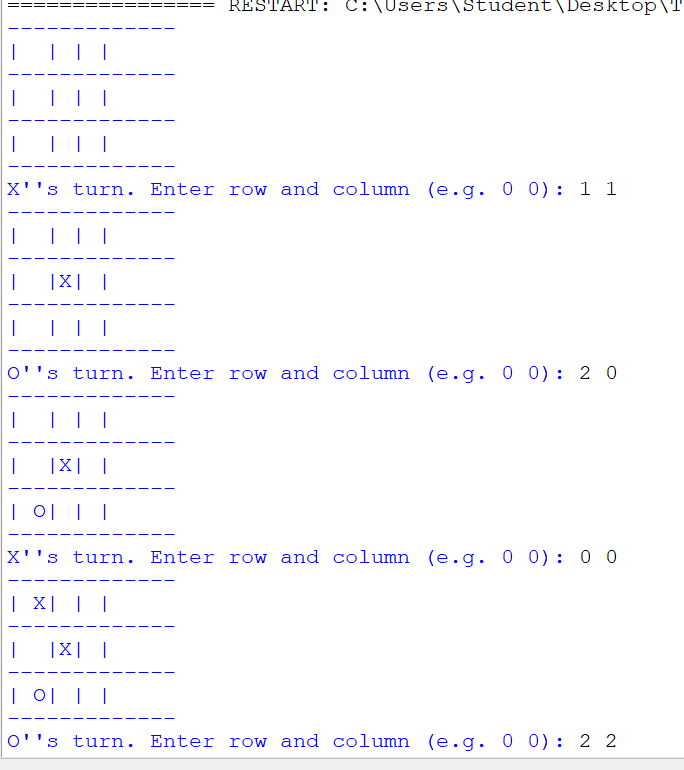 ================ RESTART: C:\Users\Student\Desktop\T
-------------
|  | | |
-------------
|  | | |
-------------
|  | | |
-------------
X''s turn. Enter row and column (e.g. 0 0): 1 1
-------------
|  | | |
-------------
|  |X| |
-------------
|  | | |
-------------
O''s turn. Enter row and column (e.g. 0 0): 2 0
-------------
|  | | |
-------------
|  |X| |
-------------
| O| | |
-------------
X''s turn. Enter row and column (e.g. 0 0): 0 0
-------------
| X| | |
-------------
|  |X| |
-------------
| O| | |
-------------
O''s turn. Enter row and column (e.g. 0 0): 2 2